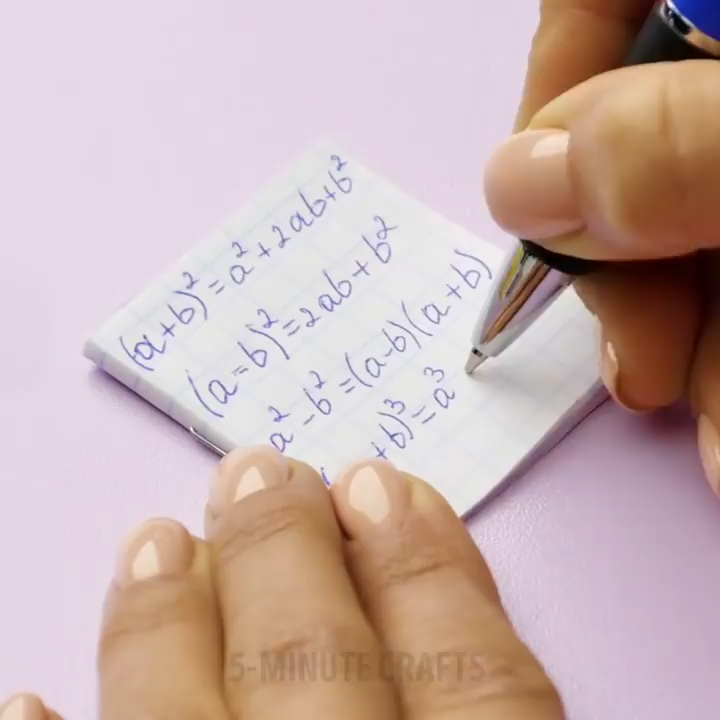 (a+b)²=a²+2ab+b²
(a=b)²=2ab+b²
a²-b²=(a-b)(a+b)
+b)³=a³
5-MINUTE CRAFTS